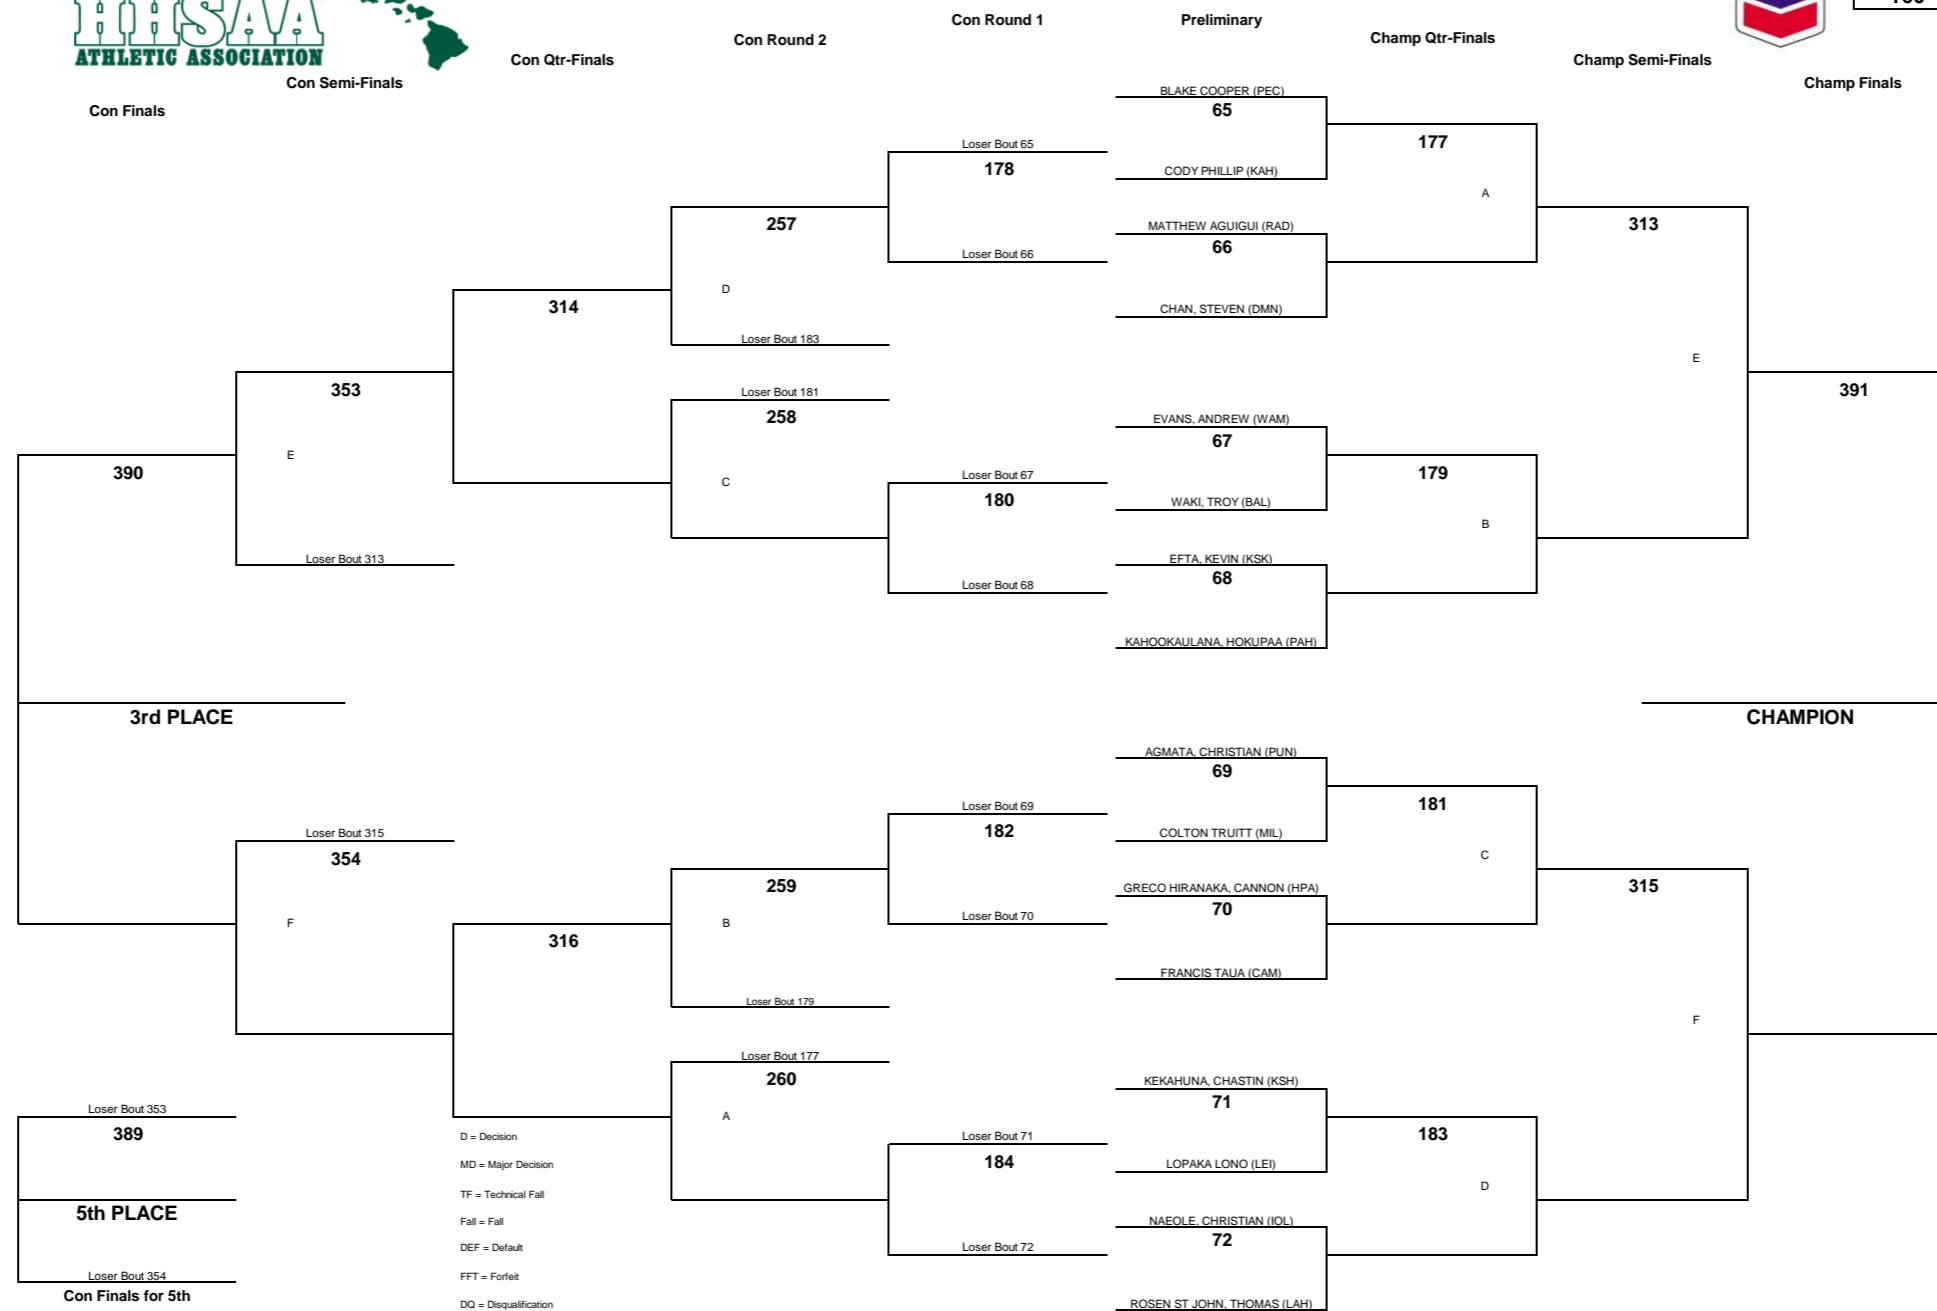 HHSAA
ATHLETIC ASSOCIATION
Con Round 1
Preliminary
Con Round 2
Champ Qtr-Finals
Con Qtr-Finals
Champ Semi-Finals
Con Semi-Finals
Champ Finals
Con Finals
BLAKE COOPER (PEC)
65
177
Loser Bout 65
178
CODY PHILLIP (KAH)
A
257
MATTHEW AGUIGUI (RAD)
313
66
Loser Bout 66
D
314
CHAN, STEVEN (DMN)
Loser Bout 183
E
353
Loser Bout 181
391
258
EVANS, ANDREW (WAM)
67
E
390
Loser Bout 67
179
C
180
WAKI, TROY (BAL)
B
Loser Bout 313
EFTA, KEVIN (KSK)
68
Loser Bout 68
KAHOOKAULANA, HOKUPAA (PAH)
3rd PLACE
CHAMPION
AGMATA, CHRISTIAN (PUN)
69
Loser Bout 69
181
Loser Bout 315
182
COLTON TRUITT (MIL)
354
C
259
GRECO HIRANAKA, CANNON (HPA)
315
70
Loser Bout 70
F
B
316
FRANCIS TAUA (CAM)
Loser Bout 179
F
Loser Bout 177
260
KEKAHUNA, CHASTIN (KSH)
71
Loser Bout 353
A
389
D = Decision
Loser Bout 71
183
MD = Major Decision
184
LOPAKA LONO (LEI)
TF = Technical Fall
D
5th PLACE
Fall = Fall
NAEOLE, CHRISTIAN (IOL)
72
DEF = Default
Loser Bout 72
Loser Bout 354
FFT = Forfeit
Con Finals for 5th
DQ = Disqualification
ROSEN ST JOHN, THOMAS (LAH)